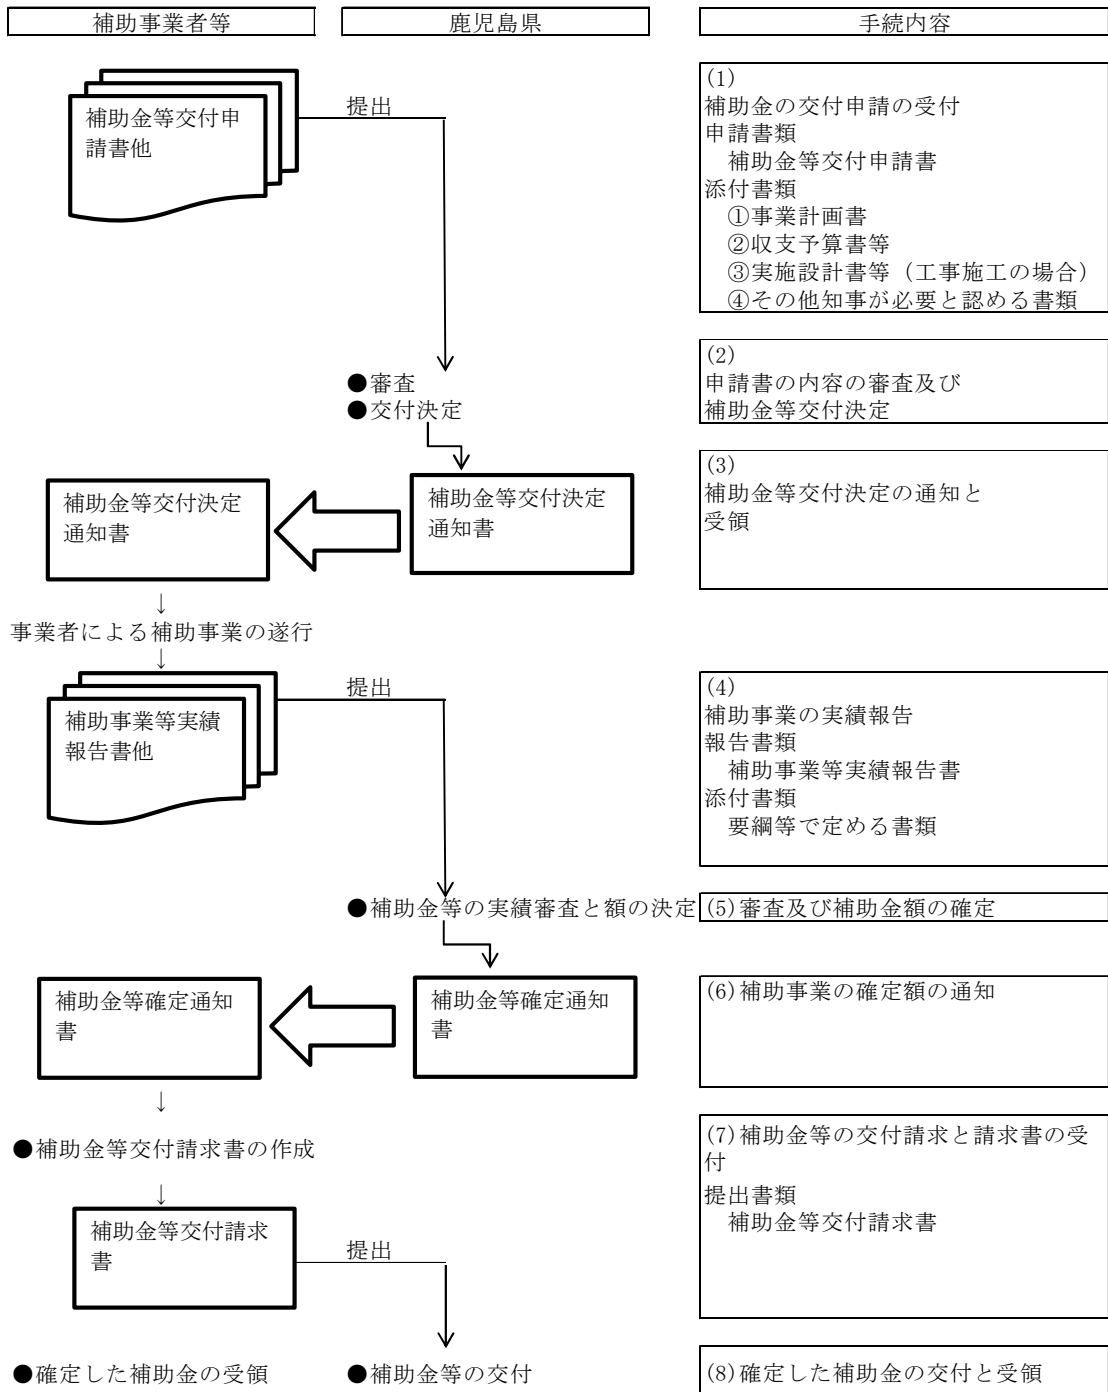 補助事業者等
鹿児島県
手続内容
補助金等交付申
請書他
提出
(1)
補助金の交付申請の受付
申請書類
補助金等交付申請書
添付書類
①事業計画書
②収支予算書等
③実施設計書等（工事施工の場合）
④その他知事が必要と認める書類
●審査
●交付決定
(2)
申請書の内容の審査及び
補助金等交付決定
補助金等交付決定
通知書
補助金等交付決定
通知書
(3)
補助金等交付決定の通知と
受領
↓
事業者による補助事業の遂行
↓
補助事業等実績
報告書他
提出
(4)
補助事業の実績報告
報告書類
補助事業等実績報告書
添付書類
要綱等で定める書類
●補助金等の実績審査と額の決定
(5)審査及び補助金額の確定
補助金等確定通知
書
補助金等確定通知
書
(6)補助事業の確定額の通知
↓
●補助金等交付請求書の作成
↓
補助金等交付請求
書
提出
(7)補助金等の交付請求と請求書の受
付
提出書類
補助金等交付請求書
●確定した補助金の受領
●補助金等の交付
(8)確定した補助金の交付と受領